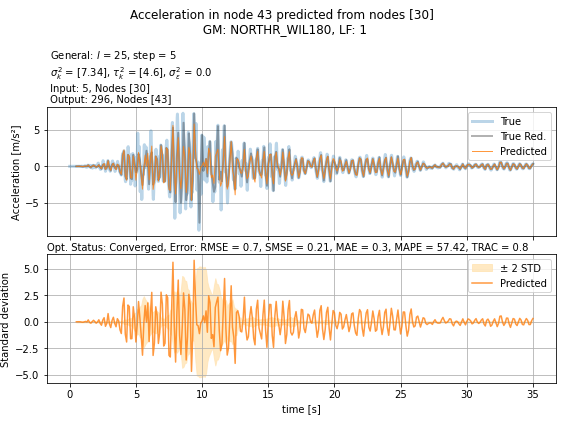 Acceleration in node 43 predicted from nodes [30]
GM: NORTHR_WIL180, LF: 1
General: l = 25, step = 5
σ²ₖ = [7.34], τ²ₖ = [4.6], σ²ε = 0.0
Input: 5, Nodes [30]
Output: 296, Nodes [43]
Acceleration [m/s²]
5
0
−5
True
True Red.
Predicted
Opt. Status: Converged, Error: RMSE = 0.7, SMSE = 0.21, MAE = 0.3, MAPE = 57.42, TRAC = 0.8
Standard deviation
5.0
2.5
0.0
−2.5
−5.0
± 2 STD
Predicted
0 5 10 15 20 25 30 35
time [s]